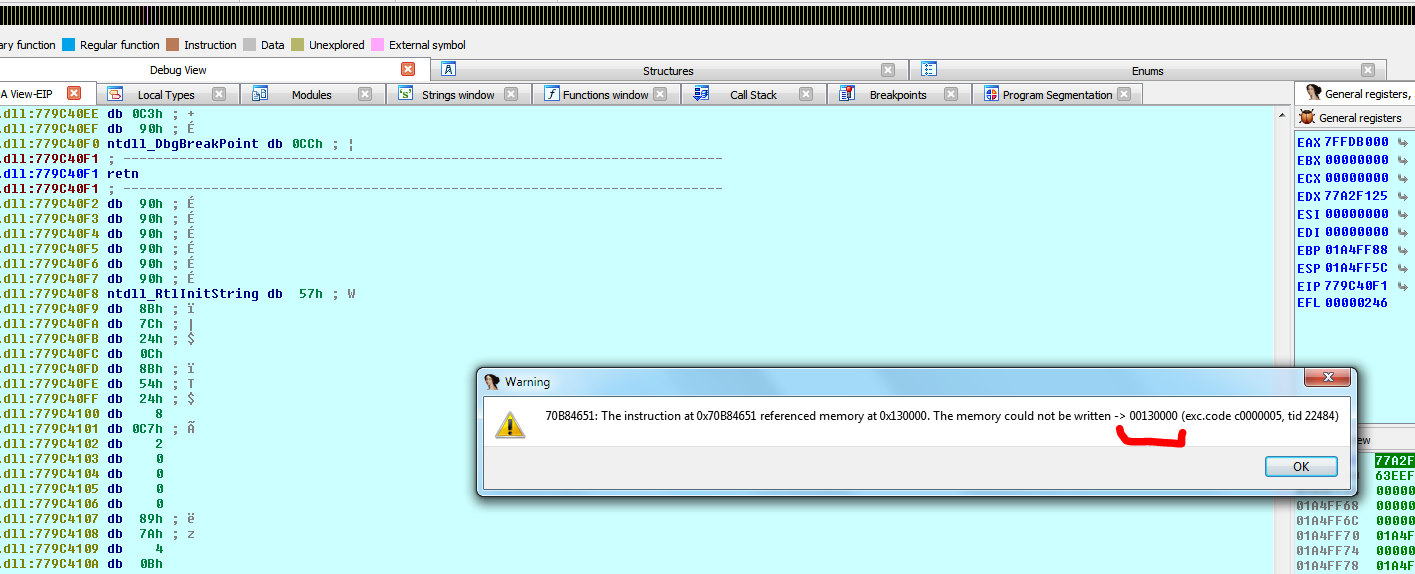 ary function Regular function Instruction Data Unexplored External symbol
Debug View Structures Enums
A View-EIP Local Types Modules Strings window Functions window Call Stack Breakpoints Program Segmentation General registers,
General registers
.dll:779C40EE db 0C3h ; +
.dll:779C40EF db 90h ; É
.dll:779C40F0 ntdll_DbgBreakPoint db 0CCh ; ¦
.dll:779C40F1 ; ---------------------------------------------------------------------------
.dll:779C40F1 retn
.dll:779C40F1 ; ---------------------------------------------------------------------------
.dll:779C40F2 db 90h ; É
.dll:779C40F3 db 90h ; É
.dll:779C40F4 db 90h ; É
.dll:779C40F5 db 90h ; É
.dll:779C40F6 db 90h ; É
.dll:779C40F7 db 90h ; É
.dll:779C40F8 ntdll_RtlInitString db 57h ; W
.dll:779C40F9 db 8Bh ; ï
.dll:779C40FA db 7Ch ; |
.dll:779C40FB db 24h ; $
.dll:779C40FC db 0Ch
.dll:779C40FD db 8Bh ; ï
.dll:779C40FE db 54h ; T
.dll:779C40FF db 24h ; $
.dll:779C4100 db 8
.dll:779C4101 db 0C7h ; Ã
.dll:779C4102 db 2
.dll:779C4103 db 0
.dll:779C4104 db 0
.dll:779C4105 db 0
.dll:779C4106 db 0
.dll:779C4107 db 89h ; ë
.dll:779C4108 db 7Ah ; z
.dll:779C4109 db 4
.dll:779C410A db 0Bh
EAX 7FFDB000
EBX 00000000
ECX 00000000
EDX 77A2F125
ESI 00000000
EDI 00000000
EBP 01A4FF88
ESP 01A4FF5C
EIP 779C40F1
EFL 00000246
Warning
70B84651: The instruction at 0x70B84651 referenced memory at 0x130000. The memory could not be written -> 00130000 (exc.code c0000005, tid 22484)
OK
ew
77A2F
63EEF
00000
01A4FF68 00000
01A4FF6C 00000
01A4FF70 01A4F
01A4FF74 00000
01A4FF78 01A4F